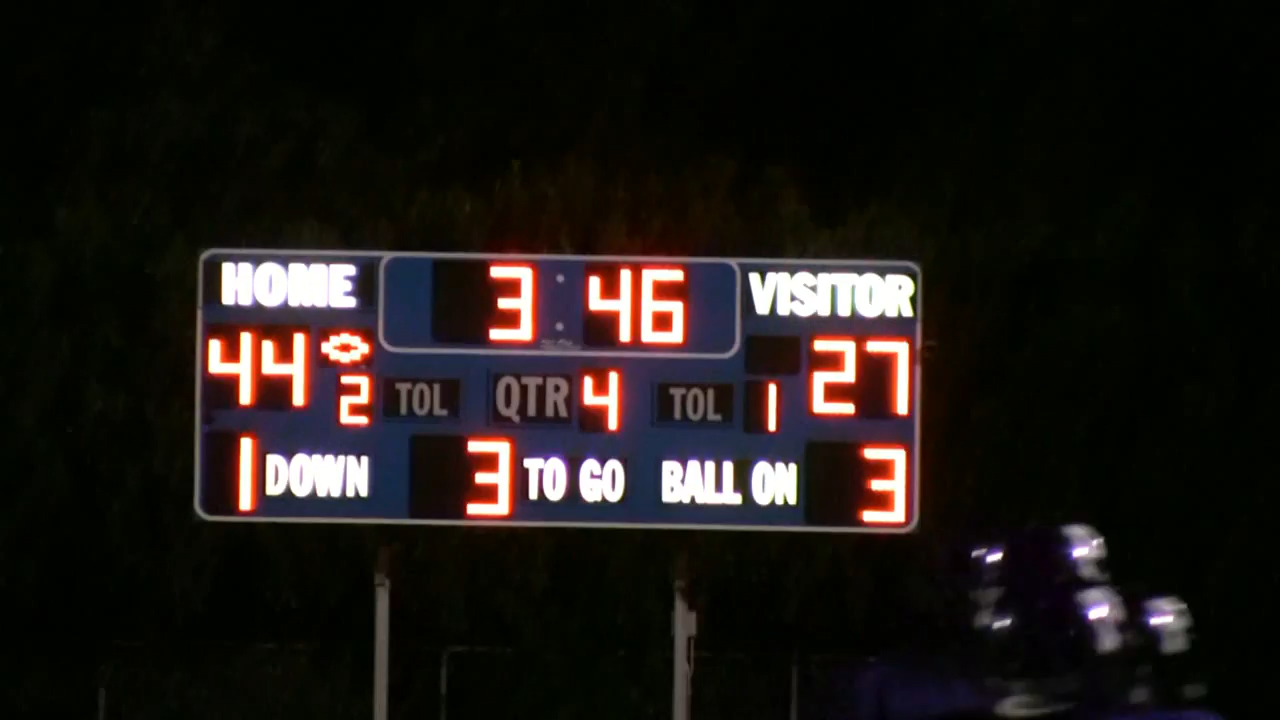 HOME 3:46 VISITOR
44 27
2 TOL QTR 4 TOL 1
1 DOWN 3 TO GO BALL ON 3